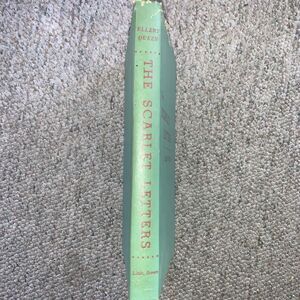 ELLERY
QUEEN
THE SCARLET LETTERS
Little, Brown